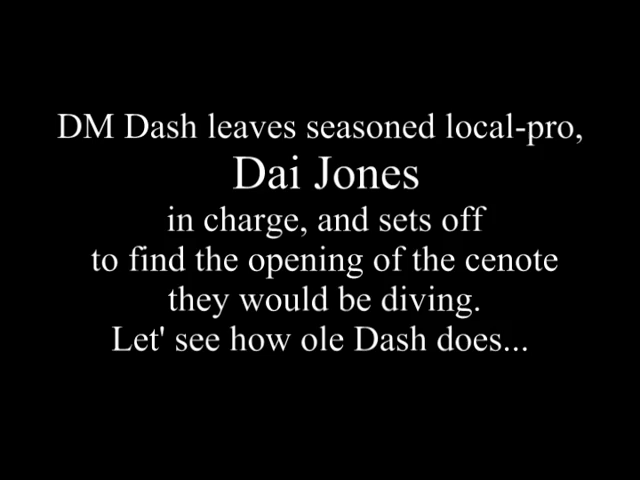 DM Dash leaves seasoned local-pro,
Dai Jones
in charge, and sets off
to find the opening of the cenote
they would be diving.
Let' see how ole Dash does...